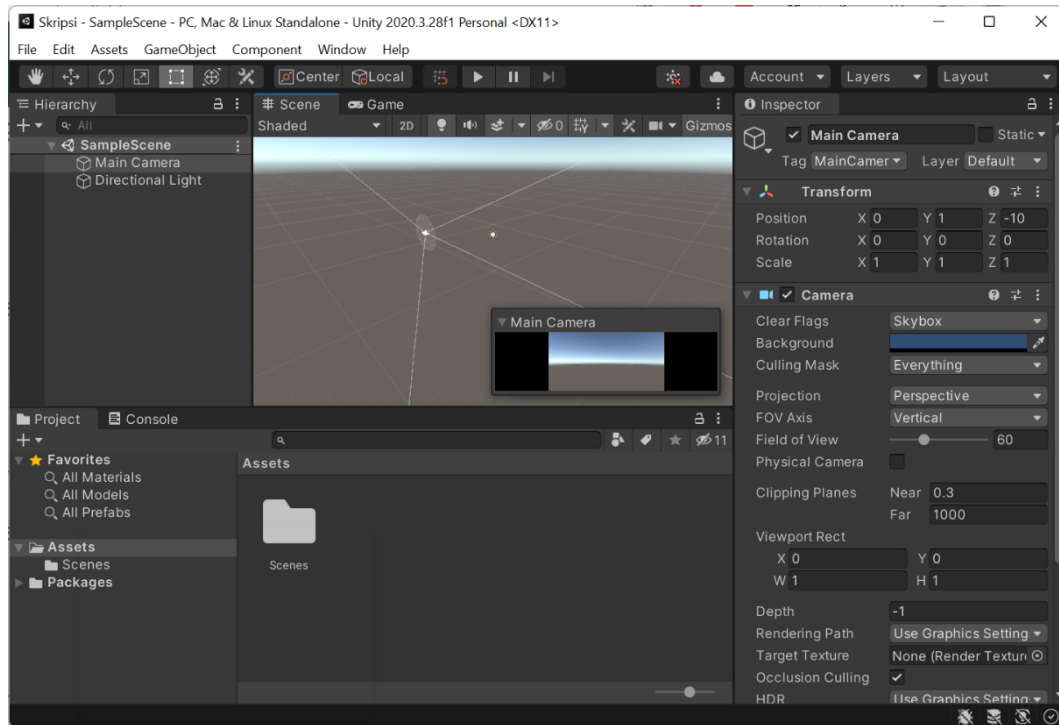 Skripsi - SampleScene - PC, Mac & Linux Standalone - Unity 2020.3.28f1 Personal <DX11>
File Edit Assets GameObject Component Window Help
Center Local Account Layers Layout
Hierarchy
All
SampleScene
Main Camera
Directional Light
Scene Game
Shaded 2D 0 Gizmos
Main Camera
Inspector
Main Camera Static
Tag MainCamer Layer Default
Transform
Position X 0 Y 1 Z -10
Rotation X 0 Y 0 Z 0
Scale X 1 Y 1 Z 1
Camera
Clear Flags Skybox
Background
Culling Mask Everything
Projection Perspective
FOV Axis Vertical
Field of View 60
Physical Camera
Clipping Planes Near 0.3
Far 1000
Viewport Rect
X 0 Y 0
W 1 H 1
Depth -1
Rendering Path Use Graphics Setting
Target Texture None (Render Textur
Occlusion Culling
HDR Use Graphics Setting
Project Console
11
Favorites
All Materials
All Models
All Prefabs
Assets
Scenes
Packages
Assets
Scenes